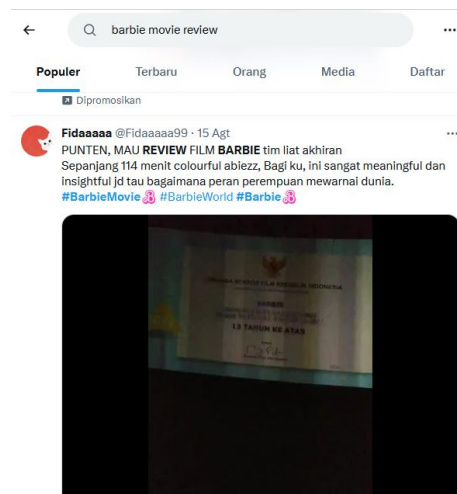 barbie movie review
Populer Terbaru Orang Media Daftar
Dipromosikan
Fidaaaaa @Fidaaaaa99 · 15 Agt
PUNTEN, MAU REVIEW FILM BARBIE tim liat akhiran
Sepanjang 114 menit colourful abiezz, Bagi ku, ini sangat meaningful dan
insightful jd tau bagaimana peran perempuan mewarnai dunia.
#BarbieMovie #BarbieWorld #Barbie
BARBIE
13 TAHUN KE ATAS